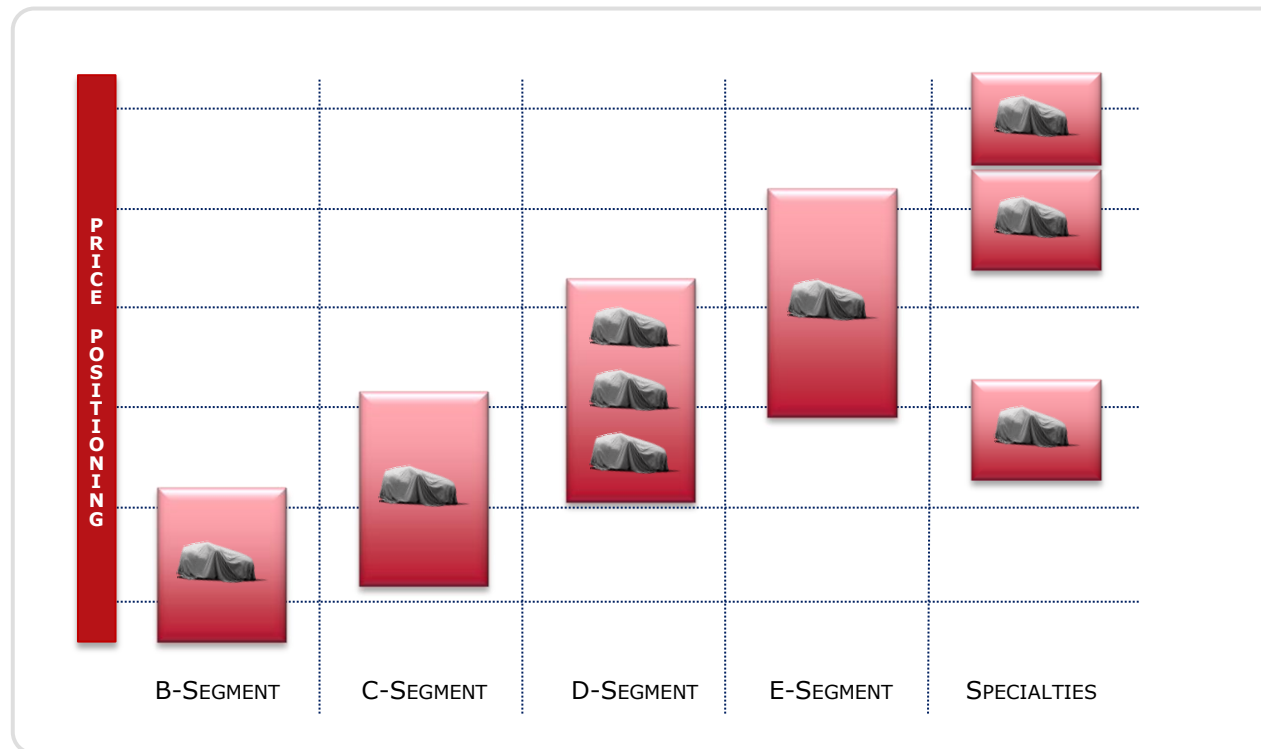 PRICE POSITIONING
B-SEGMENT
C-SEGMENT
D-SEGMENT
E-SEGMENT
SPECIALTIES